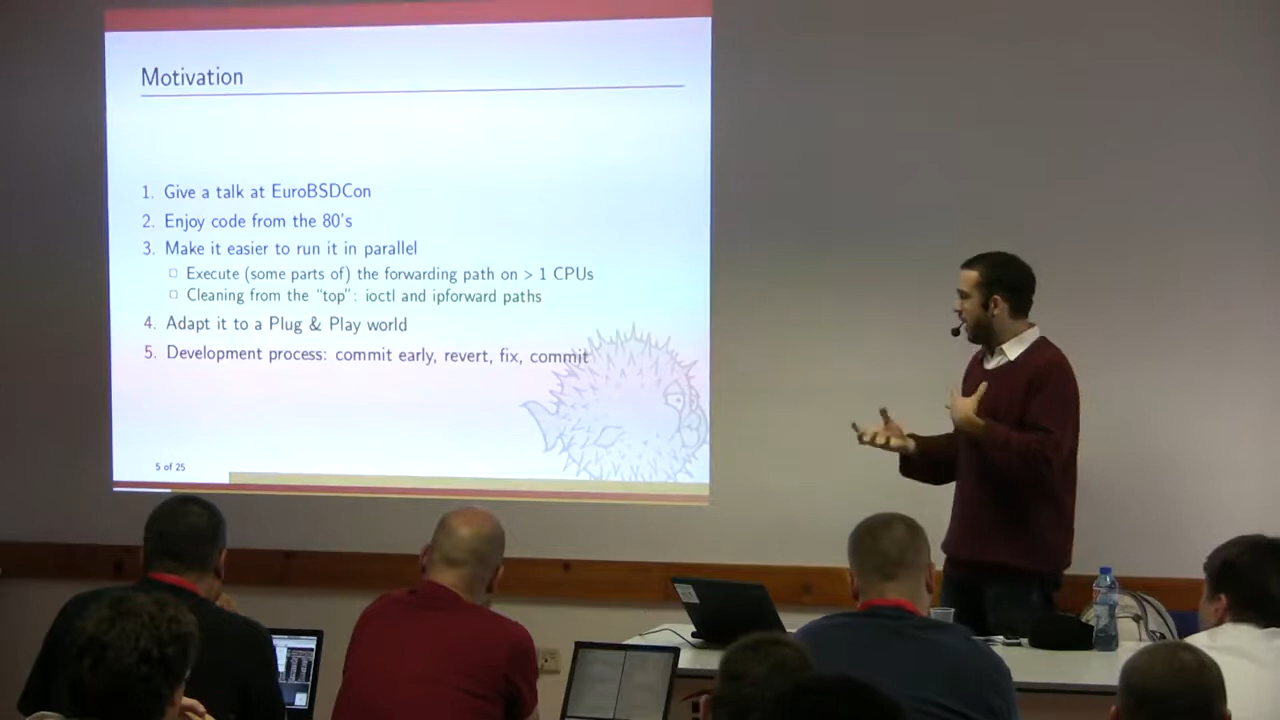 Motivation
1. Give a talk at EuroBSDCon
2. Enjoy code from the 80's
3. Make it easier to run it in parallel
□ Execute (some parts of) the forwarding path on > 1 CPUs
□ Cleaning from the "top": ioctl and ipforward paths
4. Adapt it to a Plug & Play world
5. Development process: commit early, revert, fix, commit
5 of 25